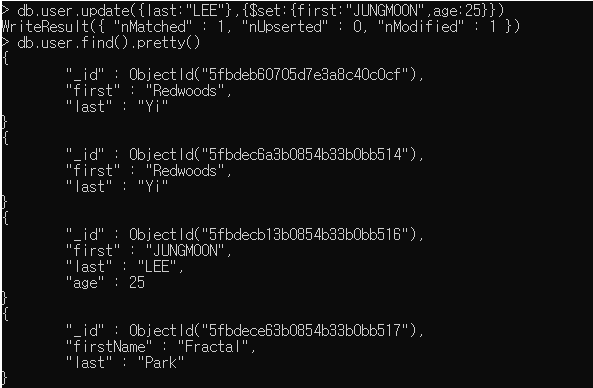 > db.user.update({last:"LEE"},{$set:{first:"JUNGMOON",age:25}})
WriteResult({ "nMatched" : 1, "nUpserted" : 0, "nModified" : 1 })
> db.user.find().pretty()
{
        "_id" : ObjectId("5fbdeb60705d7e3a8c40c0cf"),
        "first" : "Redwoods",
        "last" : "Yi"
}
{
        "_id" : ObjectId("5fbdec6a3b0854b33b0bb514"),
        "first" : "Redwoods",
        "last" : "Yi"
}
{
        "_id" : ObjectId("5fbdecb13b0854b33b0bb516"),
        "first" : "JUNGMOON",
        "last" : "LEE",
        "age" : 25
}
{
        "_id" : ObjectId("5fbdece63b0854b33b0bb517"),
        "firstName" : "Fractal",
        "last" : "Park"
}